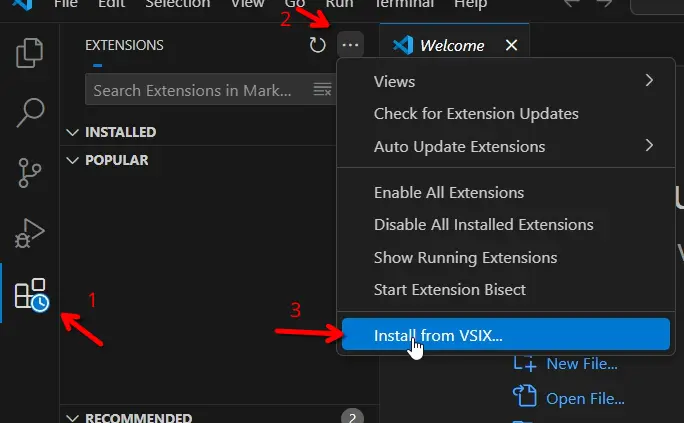 File Edit Selection View Go Run Terminal Help
2
EXTENSIONS
Welcome
Search Extensions in Mark...
INSTALLED
POPULAR
Views
Check for Extension Updates
Auto Update Extensions
Enable All Extensions
Disable All Installed Extensions
Show Running Extensions
Start Extension Bisect
1
3
Install from VSIX...
New File...
Open File...
RECOMMENDED
2